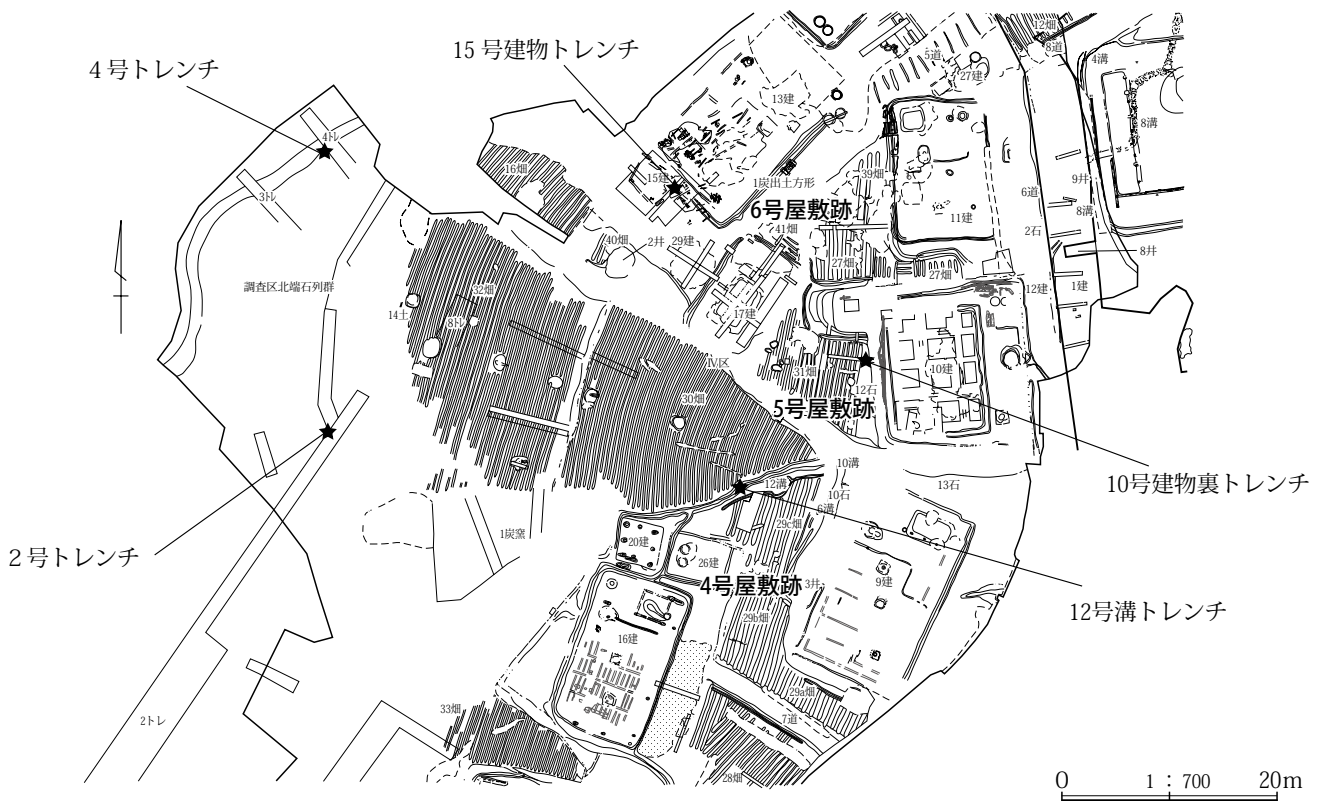 12畑
8道
15 号建物トレンチ
4溝
5道
4 号トレンチ
27建
13建
8溝
4トレ
16畑
39畑
15建
1炭出土方形
9井
3トレ
6道
8溝
6号屋敷跡
11建
41畑
2石
40畑
2井
29建
8井
27畑
27畑
調査区北端石列群
32畑
12建
1建
14土
17建
8トレ
Ⅳ区
31畑
10建
12石
30畑
5号屋敷跡
10溝
10号建物裏トレンチ
12溝
13石
10石
6溝
29c畑
1炭窯
20建
2 号トレンチ
26建
4号屋敷跡
3井
9建
12号溝トレンチ
29b畑
16建
29a畑
33畑
7道
2トレ
28畑
0
1 : 700
20m